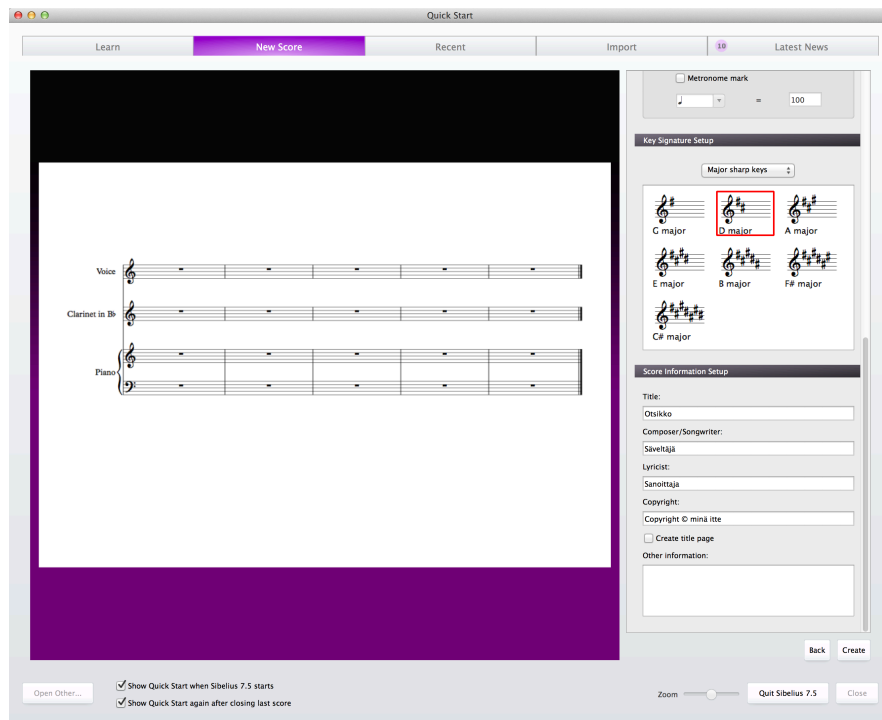 Quick Start
Learn
New Score
Recent
Import
10
Latest News
Voice
Clarinet in Bb
Piano
Metronome mark
= 100
Key Signature Setup
Major sharp keys
G major D major A major
E major B major F# major
C# major
Score Information Setup
Title:
Otsikko
Composer/Songwriter:
Säveltäjä
Lyricist:
Sanoittaja
Copyright:
Copyright © minä itte
Create title page
Other information:
Back Create
Open Other...
Show Quick Start when Sibelius 7.5 starts
Show Quick Start again after closing last score
Zoom
Quit Sibelius 7.5
Close